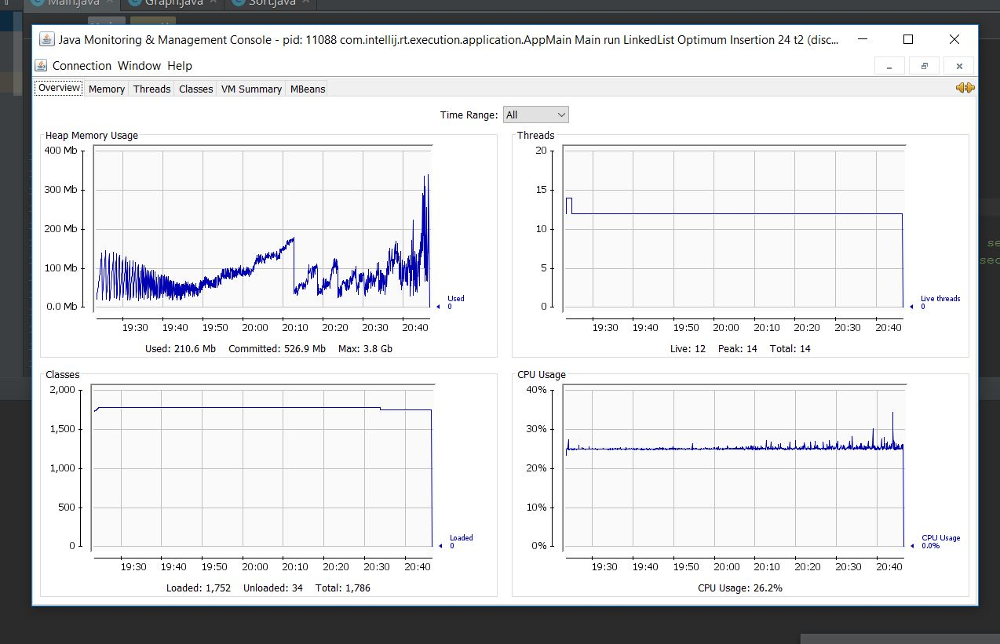 Main.java
Graph.java
Sort.java
Java Monitoring & Management Console - pid: 11088 com.intellij.rt.execution.application.AppMain Main run LinkedList Optimum Insertion 24 t2 (disc...
Connection Window Help
Overview Memory Threads Classes VM Summary MBeans
Time Range: All
Heap Memory Usage
400 Mb
300 Mb
200 Mb
100 Mb
0.0 Mb
Used
0
19:30 19:40 19:50 20:00 20:10 20:20 20:30 20:40
Used: 210.6 Mb Committed: 526.9 Mb Max: 3.8 Gb
Threads
20
15
10
5
0
Live threads
0
19:30 19:40 19:50 20:00 20:10 20:20 20:30 20:40
Live: 12 Peak: 14 Total: 14
Classes
2,000
1,500
1,000
500
0
Loaded
0
19:30 19:40 19:50 20:00 20:10 20:20 20:30 20:40
Loaded: 1,752 Unloaded: 34 Total: 1,786
CPU Usage
40%
30%
20%
10%
0%
CPU Usage
0.0%
19:30 19:40 19:50 20:00 20:10 20:20 20:30 20:40
CPU Usage: 26.2%
se
sec